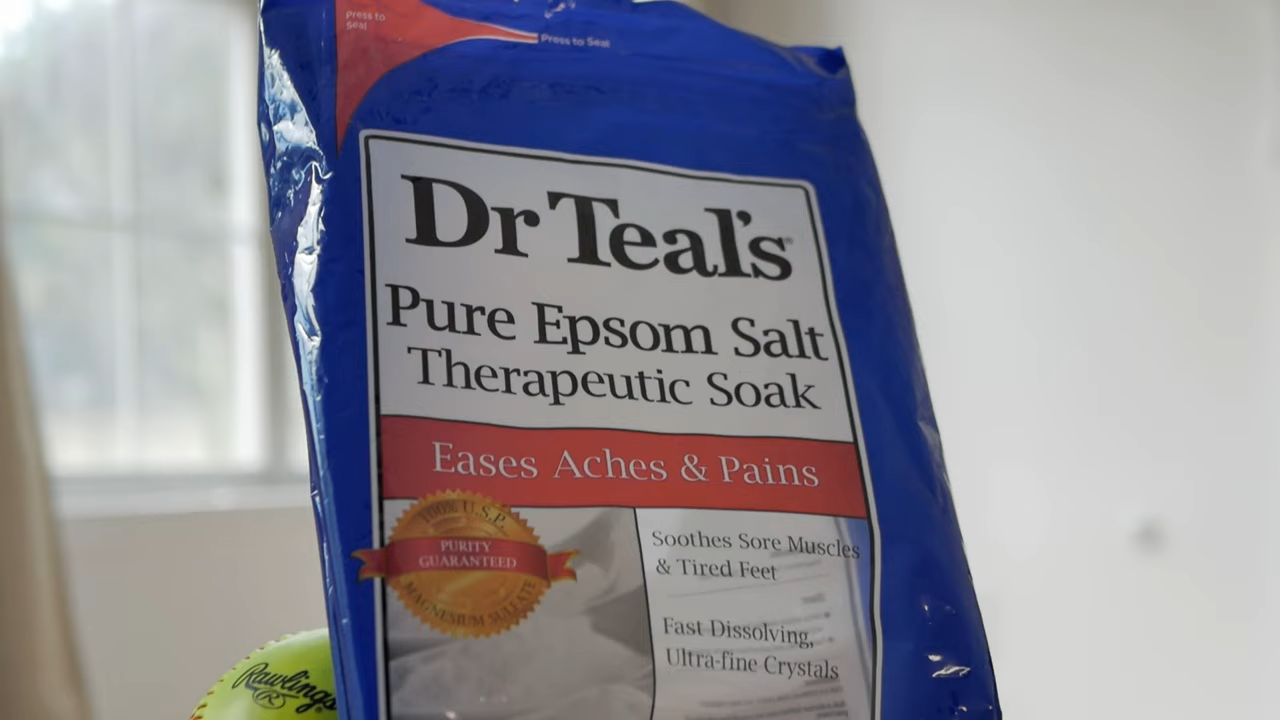 Press to
Seal
Press to Seal
Dr Teal's®
Pure Epsom Salt
Therapeutic Soak
Eases Aches & Pains
100% U.S.P.
PURITY
GUARANTEED
MAGNESIUM SULFATE
Soothes Sore Muscles
& Tired Feet
Fast Dissolving,
Ultra-fine Crystals
Rawlings
R